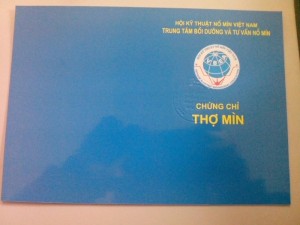 HỘI KỸ THUẬT NỔ MÌN VIỆT NAM
TRUNG TÂM BỒI DƯỠNG VÀ TƯ VẤN NỔ MÌN
CHỨNG CHỈ
THỢ MÌN